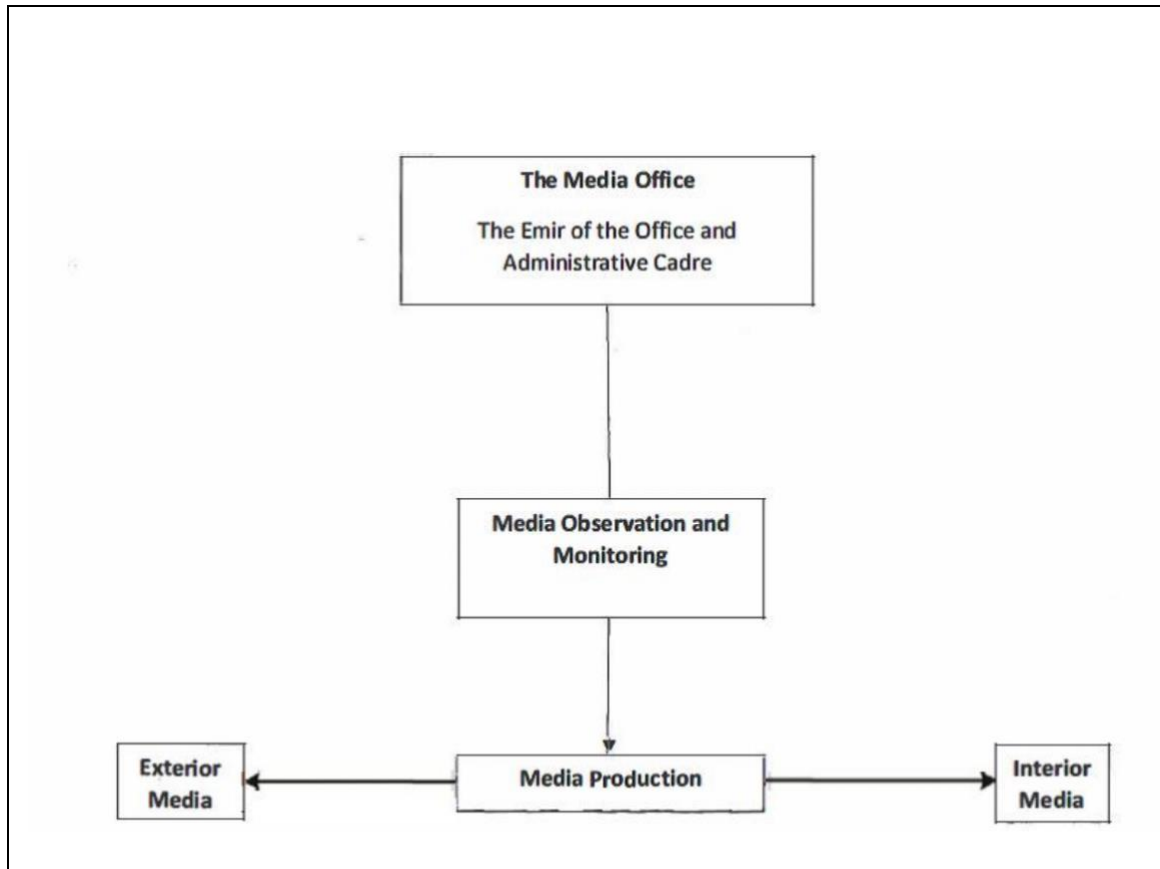 The Media Office
The Emir of the Office and
Administrative Cadre
Media Observation and
Monitoring
Exterior
Media
Media Production
Interior
Media